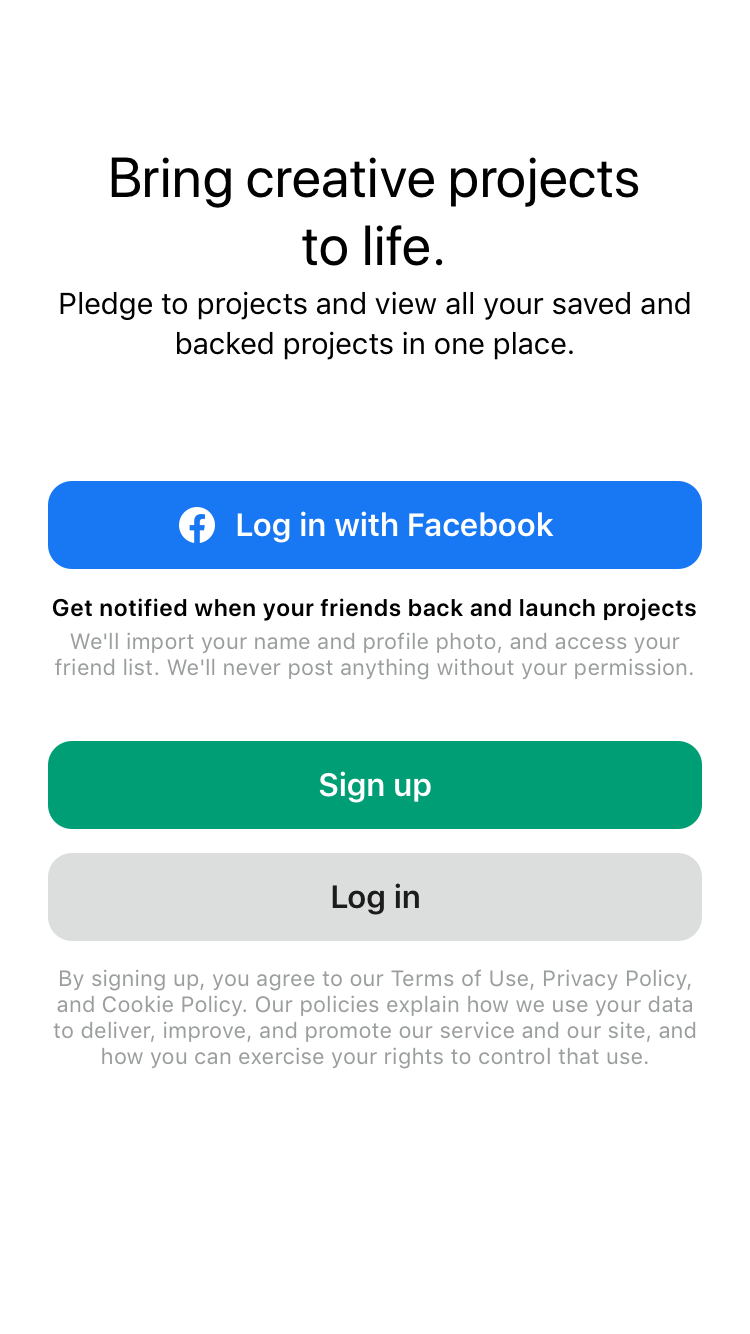 Bring creative projects
to life.
Pledge to projects and view all your saved and
backed projects in one place.
Log in with Facebook
Get notified when your friends back and launch projects
We'll import your name and profile photo, and access your
friend list. We'll never post anything without your permission.
Sign up
Log in
By signing up, you agree to our Terms of Use, Privacy Policy,
and Cookie Policy. Our policies explain how we use your data
to deliver, improve, and promote our service and our site, and
how you can exercise your rights to control that use.